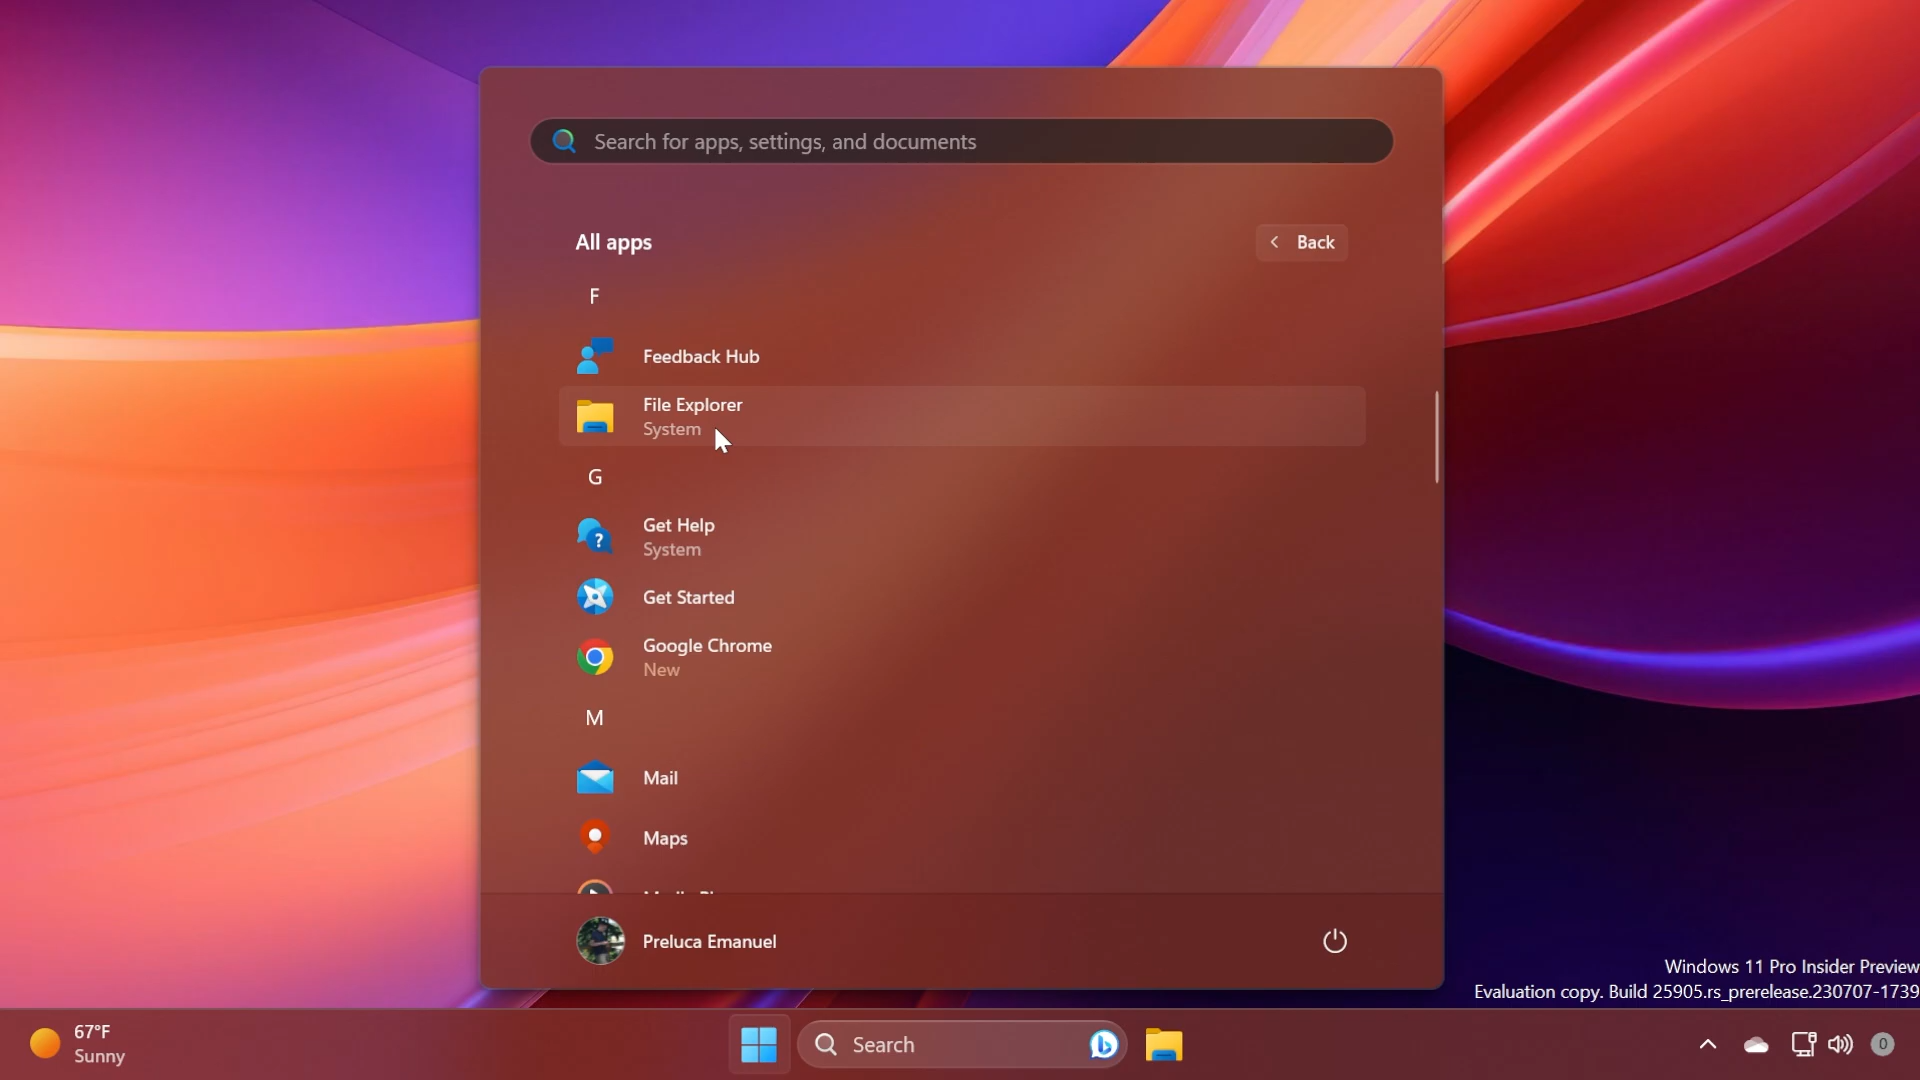 Search for apps, settings, and documents
All apps
Back
F
Feedback Hub
File Explorer
System
G
Get Help
System
Get Started
Google Chrome
New
M
Mail
Maps
Preluca Emanuel
Windows 11 Pro Insider Preview
Evaluation copy. Build 25905.rs_prerelease.230707-1739
67°F
Sunny
Search
0